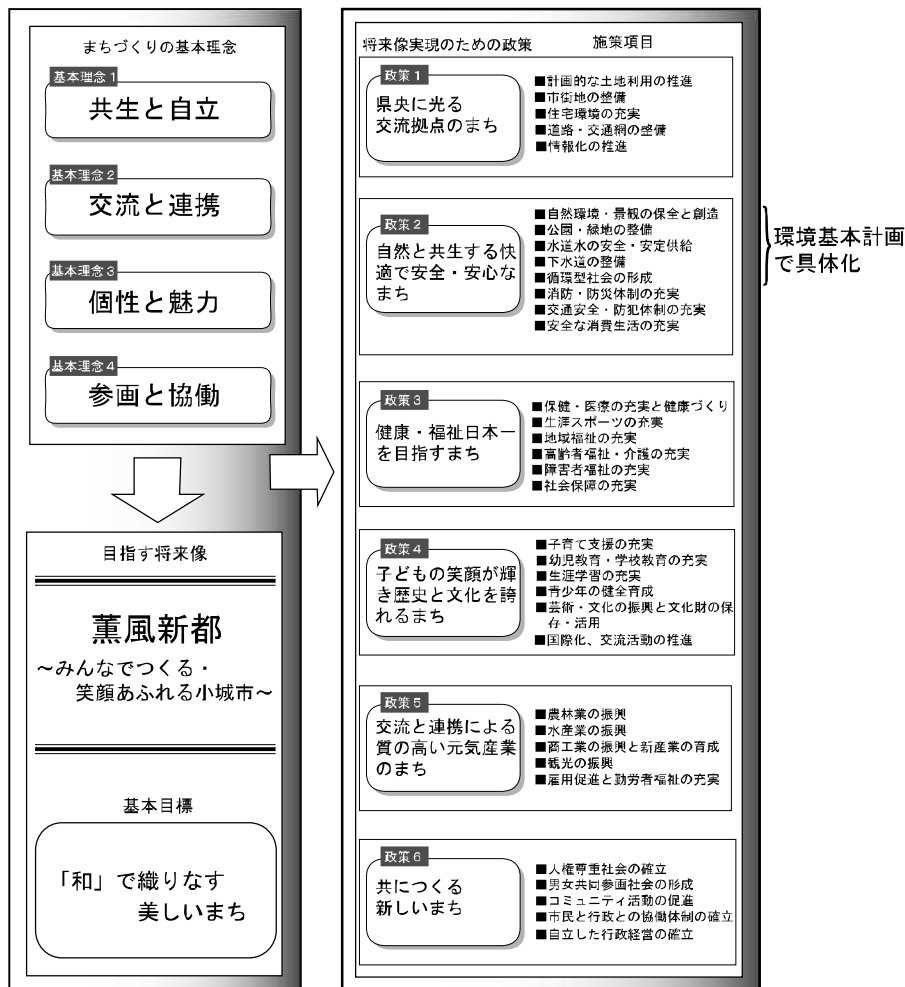 まちづくりの基本理念
基本理念1
共生と自立
基本理念2
交流と連携
基本理念3
個性と魅力
基本理念4
参画と協働
目指す将来像
薫風新都
～みんなでつくる・
笑顔あふれる小城市～
基本目標
「和」で織りなす
美しいまち
将来像実現のための政策
施策項目
政策1
県央に光る
交流拠点のまち
■計画的な土地利用の推進
■市街地の整備
■住宅環境の充実
■道路・交通網の整備
■情報化の推進
政策2
自然と共生する快
適で安全・安心な
まち
■自然環境・景観の保全と創造
■公園・緑地の整備
■水道水の安全・安定供給
■下水道の整備
■循環型社会の形成
■消防・防災体制の充実
■交通安全・防犯体制の充実
■安全な消費生活の充実
環境基本計画
で具体化
政策3
健康・福祉日本一
を目指すまち
■保健・医療の充実と健康づくり
■生涯スポーツの充実
■地域福祉の充実
■高齢者福祉・介護の充実
■障害者福祉の充実
■社会保障の充実
政策4
子どもの笑顔が輝
き歴史と文化を誇
れるまち
■子育て支援の充実
■幼児教育・学校教育の充実
■生涯学習の充実
■青少年の健全育成
■芸術・文化の振興と文化財の保
存・活用
■国際化、交流活動の推進
政策5
交流と連携による
質の高い元気産業
のまち
■農林業の振興
■水産業の振興
■商工業の振興と新産業の育成
■観光の振興
■雇用促進と勤労者福祉の充実
政策6
共につくる
新しいまち
■人権尊重社会の確立
■男女共同参画社会の形成
■コミュニティ活動の促進
■市民と行政との協働体制の確立
■自立した行政経営の確立